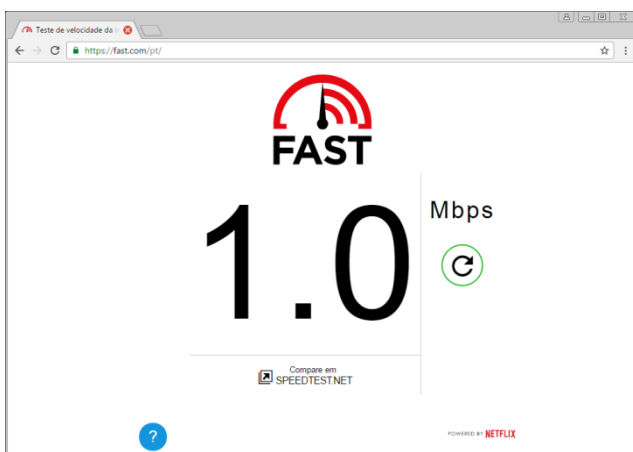 Teste de velocidade da
https://fast.com/pt/
FAST
1.0
Mbps
Compare em
SPEEDTEST.NET
?
POWERED BY NETFLIX